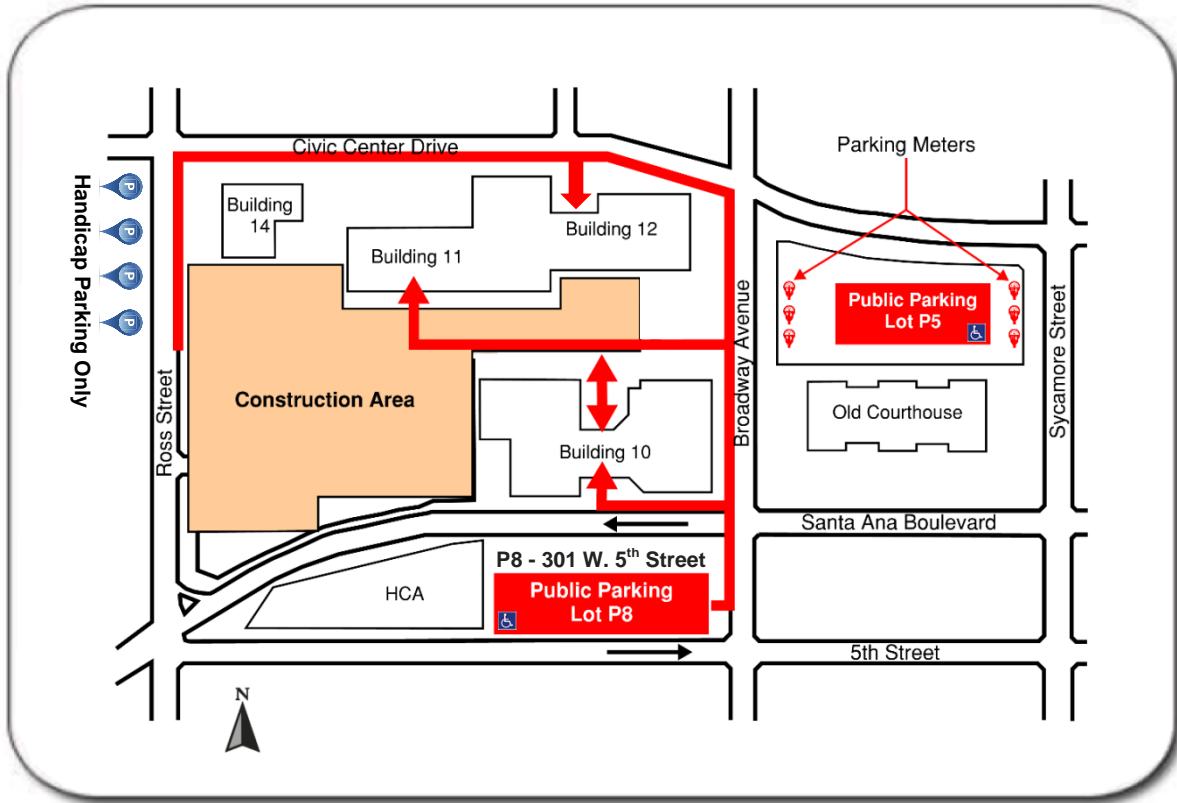 Civic Center Drive
Parking Meters
Handicap Parking Only
P
P
P
P
Building
14
Building 12
Building 11
Public Parking
Lot P5
Broadway Avenue
Sycamore Street
Ross Street
Construction Area
Old Courthouse
Building 10
Santa Ana Boulevard
P8 - 301 W. 5th Street
HCA
Public Parking
Lot P8
5th Street
N